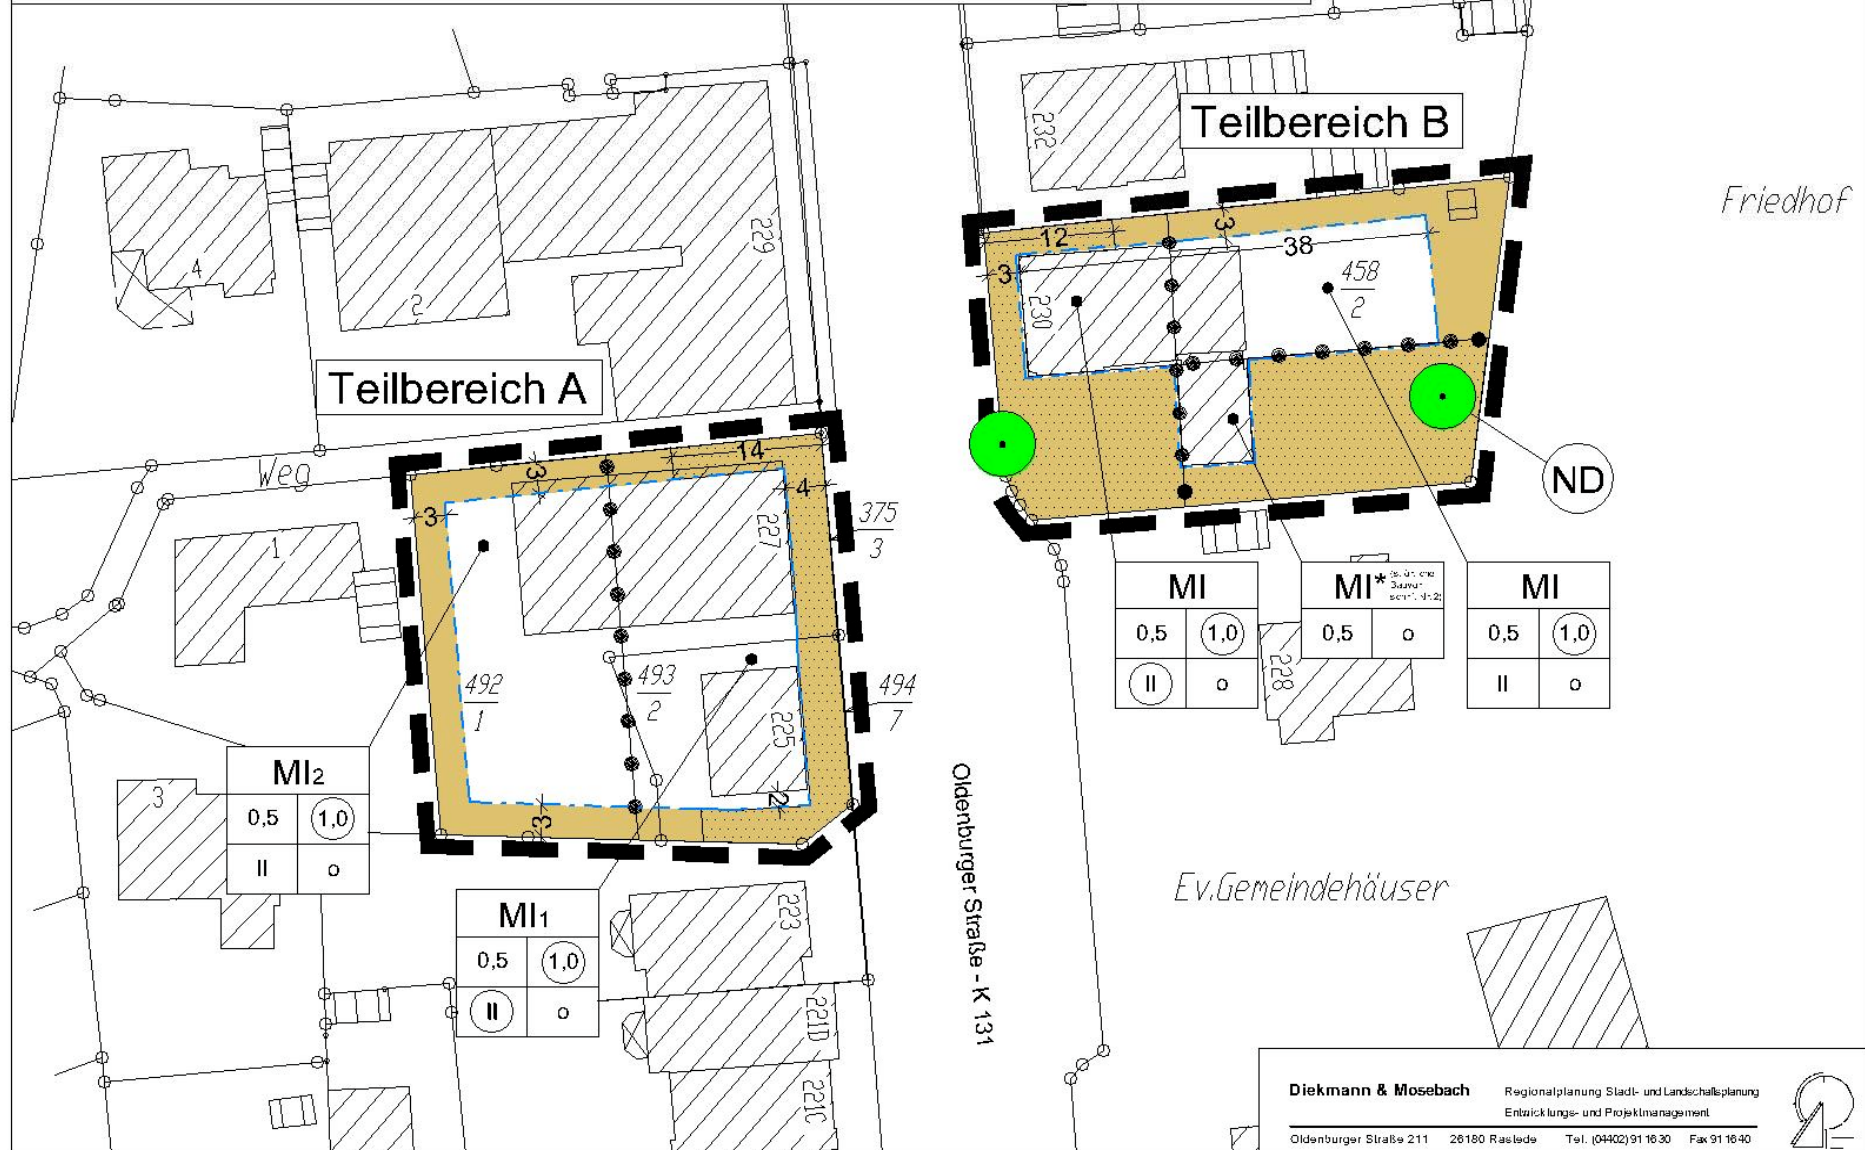 Teilbereich B
Friedhof
232
229
4
2
12
3
38
3
230
458
2
Teilbereich A
Weg
3
14
4
3
227
375
3
ND
1
492
1
493
2
225
494
7
228
MI
0,5 1,0
II o
MI*
0,5 o
MI
0,5 1,0
II o
3
MI2
0,5 1,0
II o
3
2
Oldenburger Straße - K 131
Ev.Gemeindehäuser
MI1
0,5 1,0
II o
223
221D
221C
Diekmann & Mosebach Regionalplanung Stadt- und Landschaftsplanung
Entwicklungs- und Projektmanagement
Oldenburger Straße 211 26180 Rastede Tel. (04402) 91 16 30 Fax 91 16 40